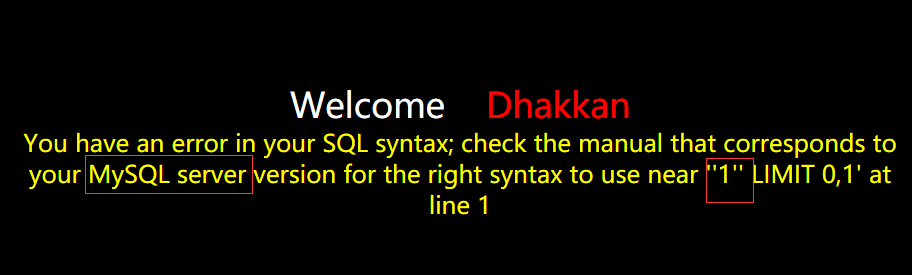 Welcome Dhakkan
You have an error in your SQL syntax; check the manual that corresponds to
your MySQL server version for the right syntax to use near ''1'' LIMIT 0,1' at
line 1